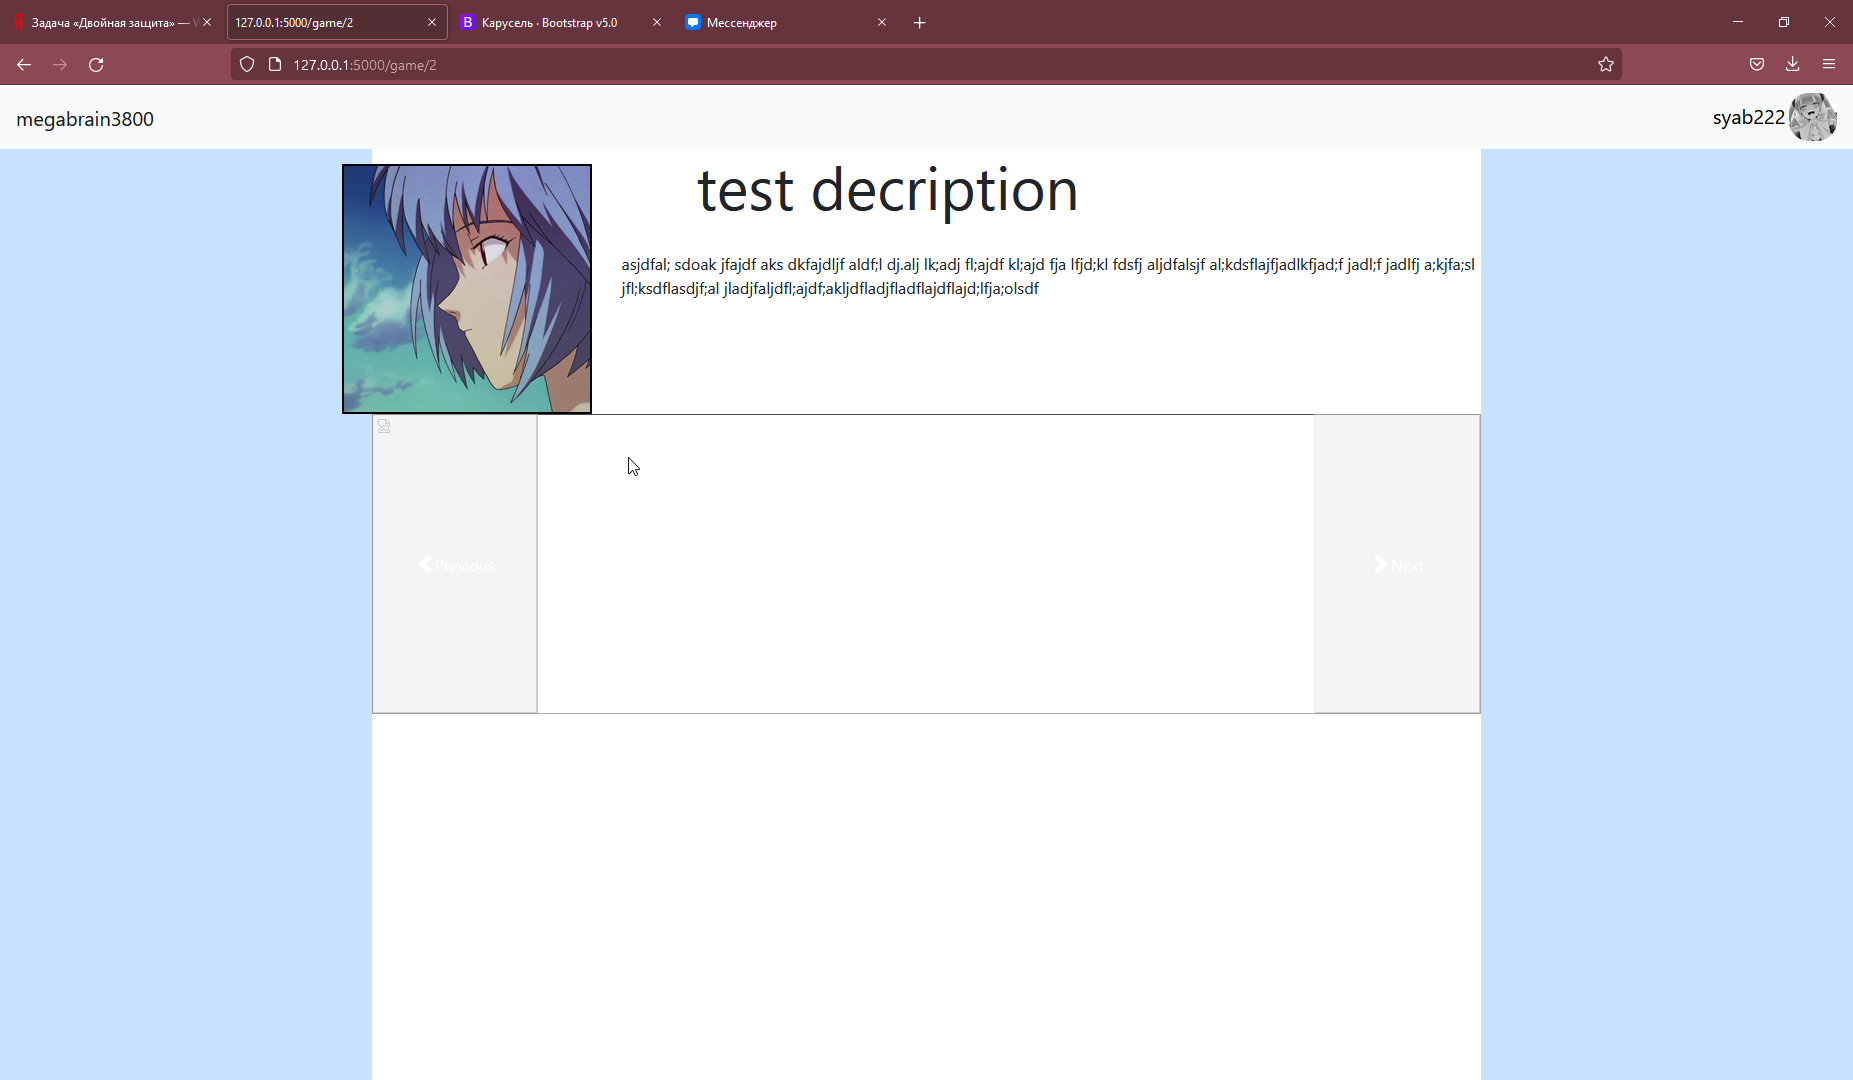 Задача «Двойная защита» —
127.0.0.1:5000/game/2
Карусель · Bootstrap v5.0
Мессенджер
127.0.0.1:5000/game/2
megabrain3800
syab222
test decription
asjdfal; sdoak jfajdf aks dkfajdljf aldf;l dj.alj lk;adj fl;ajdf kl;ajd fja lfjd;kl fdsfj aljdfalsjf al;kdsflajfjadlkfjad;f jadl;f jadlfj a;kjfa;sl
jfl;ksdflasdjf;al jladjfaljdfl;ajdf;akljdfladjfladflajdflajd;lfja;olsdf
Previous
Next